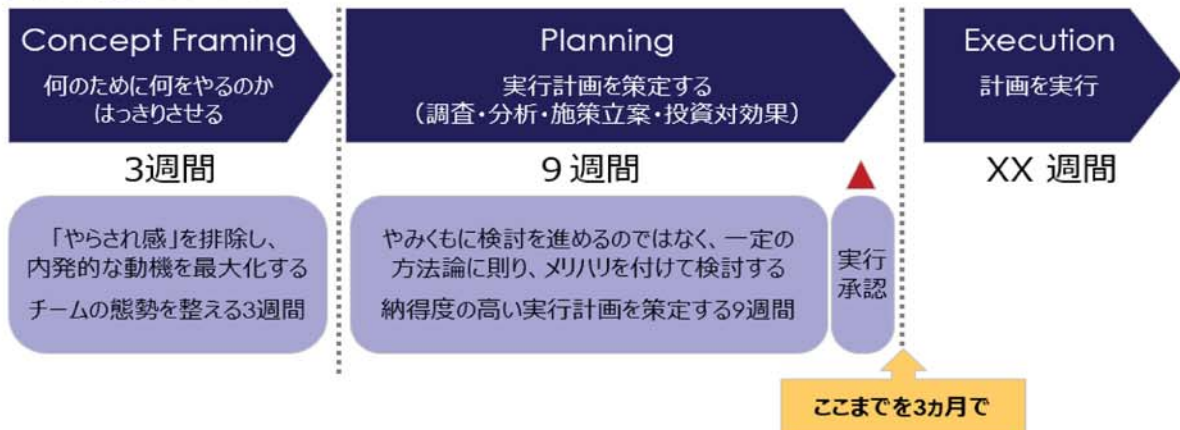 Concept Framing
何のために何をやるのか
はっきりさせる
Planning
実行計画を策定する
（調査・分析・施策立案・投資対効果）
Execution
計画を実行
3週間
9週間
XX 週間
「やらされ感」を排除し、
内発的な動機を最大化する
チームの態勢を整える3週間
やみくもに検討を進めるのではなく、一定の
方法論に則り、メリハリを付けて検討する
納得度の高い実行計画を策定する9週間
実行
承認
ここまでを3ヵ月で